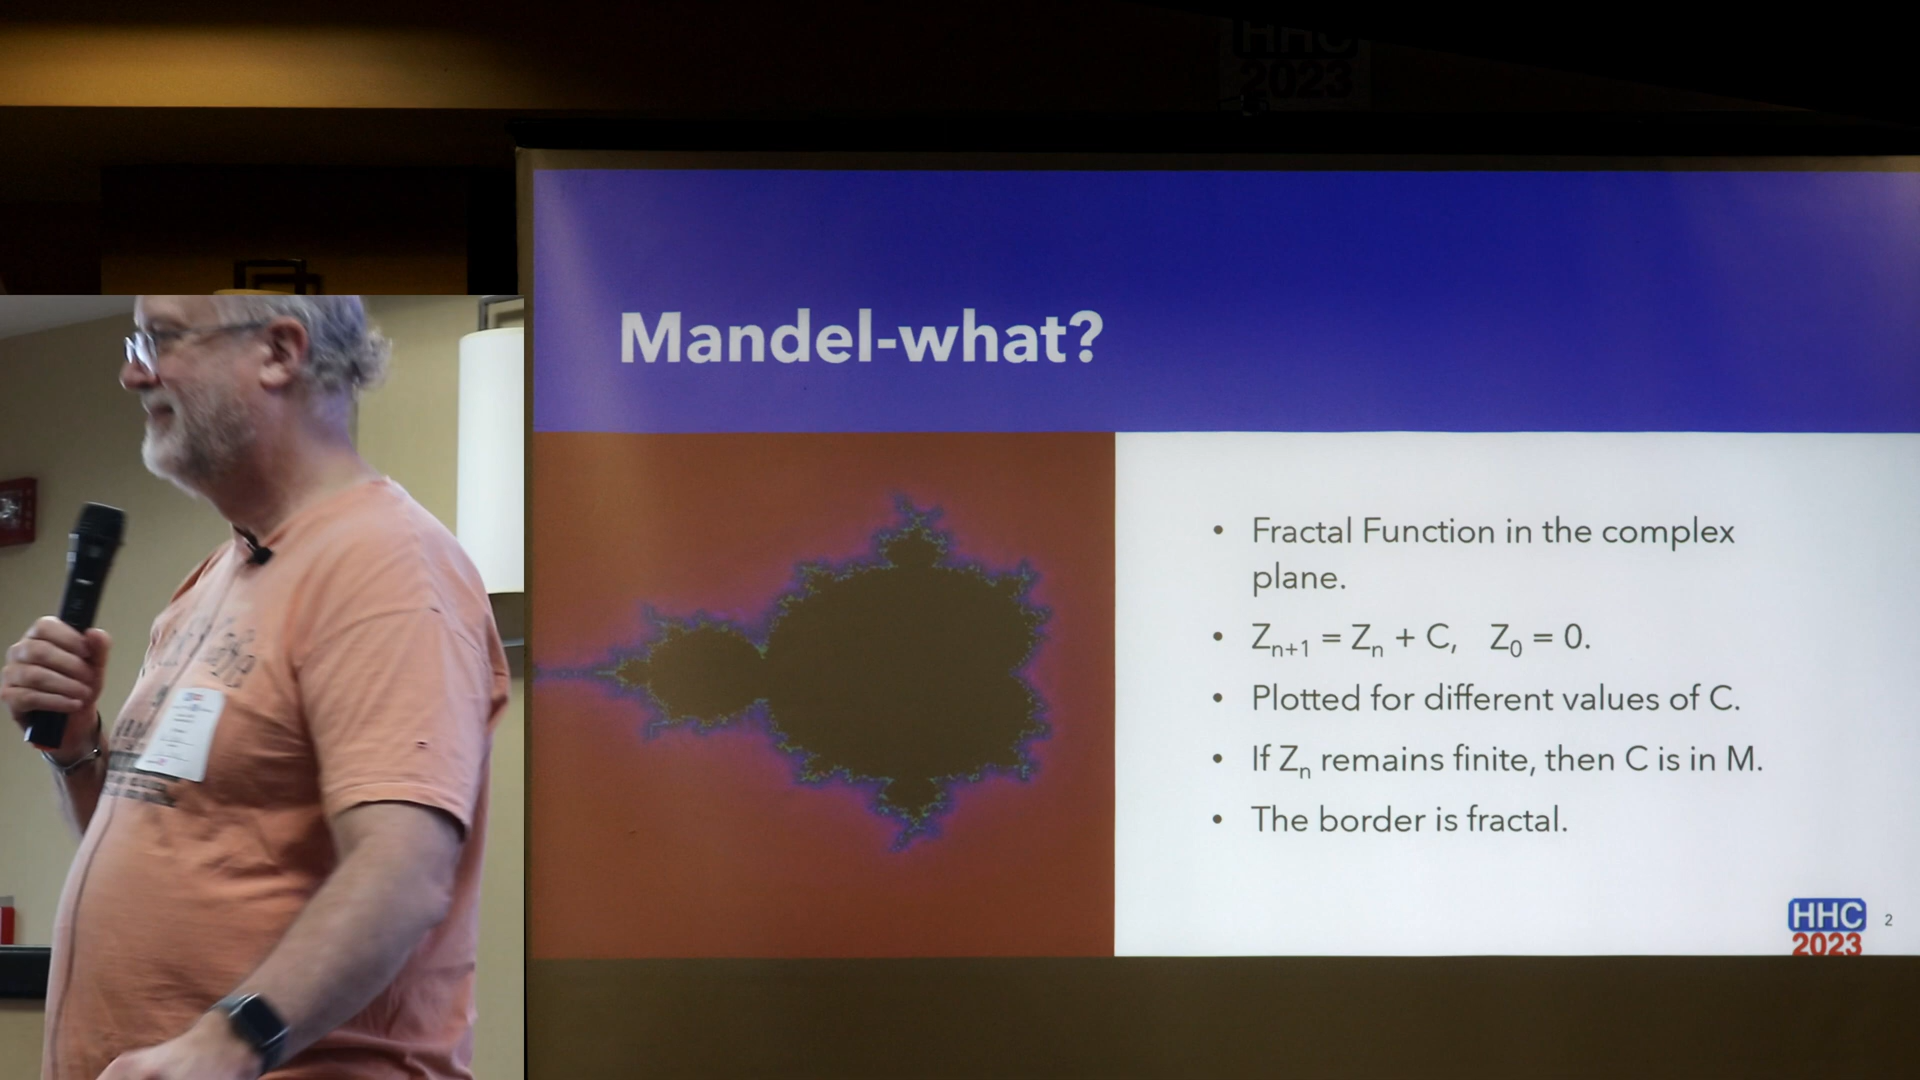 HHC
2023
Mandel-what?
• Fractal Function in the complex
plane.
• Zn+1 = Zn + C, Z0 = 0.
• Plotted for different values of C.
• If Zn remains finite, then C is in M.
• The border is fractal.
HHC
2023
2